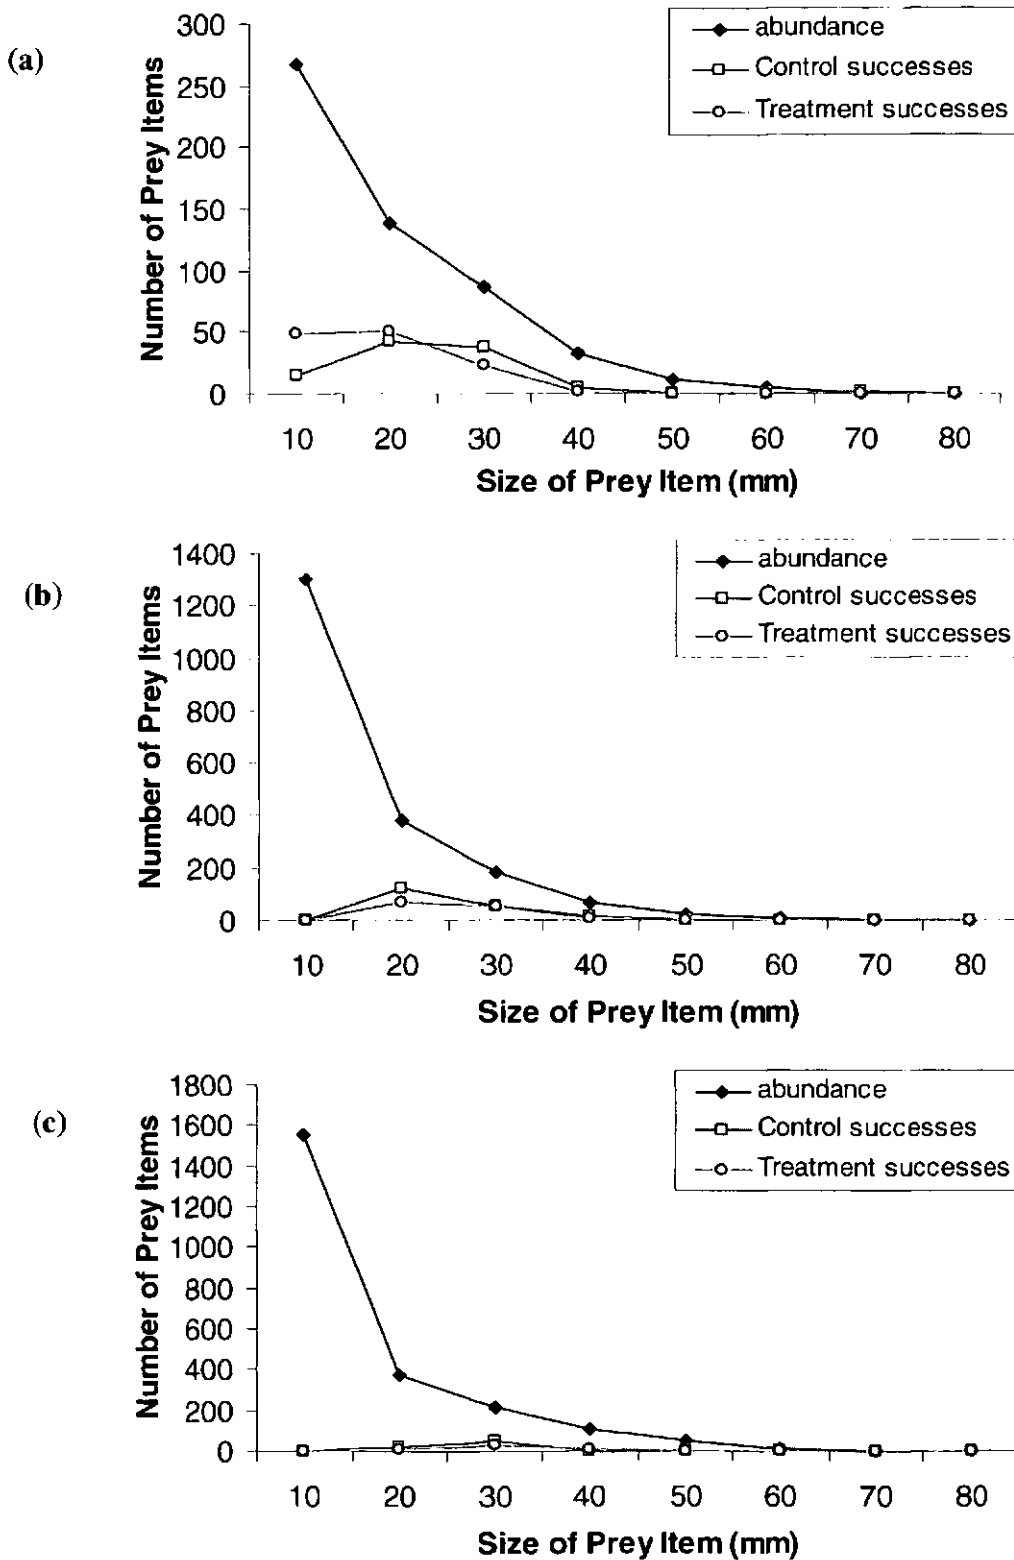 (a)
300
250
200
150
100
50
0
Number of Prey Items
abundance
Control successes
Treatment succeses
10 20 30 40 50 60 70 80
Size of Prey Item (mm)
(b)
1400
1200
1000
800
600
400
200
0
Number of Prey Items
abundance
Control successes
Treatment successes
10 20 30 40 50 60 70 80
Size of Prey Item (mm)
(c)
1800
1600
1400
1200
1000
800
600
400
200
0
Number of Prey Items
abundance
Control successes
Treatment successes
10 20 30 40 50 60 70 80
Size of Prey Item (mm)